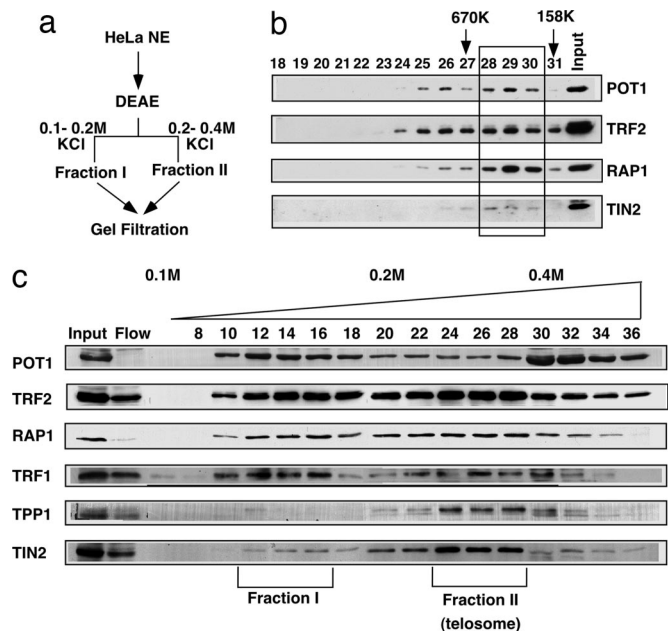 a
HeLa NE
DEAE
0.1- 0.2M 0.2- 0.4M
KCl KCl
Fraction I Fraction II
Gel Filtration
b
670K 158K
18 19 20 21 22 23 24 25 26 27 28 29 30 31 Input
POT1
TRF2
RAP1
TIN2
c
0.1M 0.2M 0.4M
Input Flow 8 10 12 14 16 18 20 22 24 26 28 30 32 34 36
POT1
TRF2
RAP1
TRF1
TPP1
TIN2
Fraction I Fraction II
(telosome)